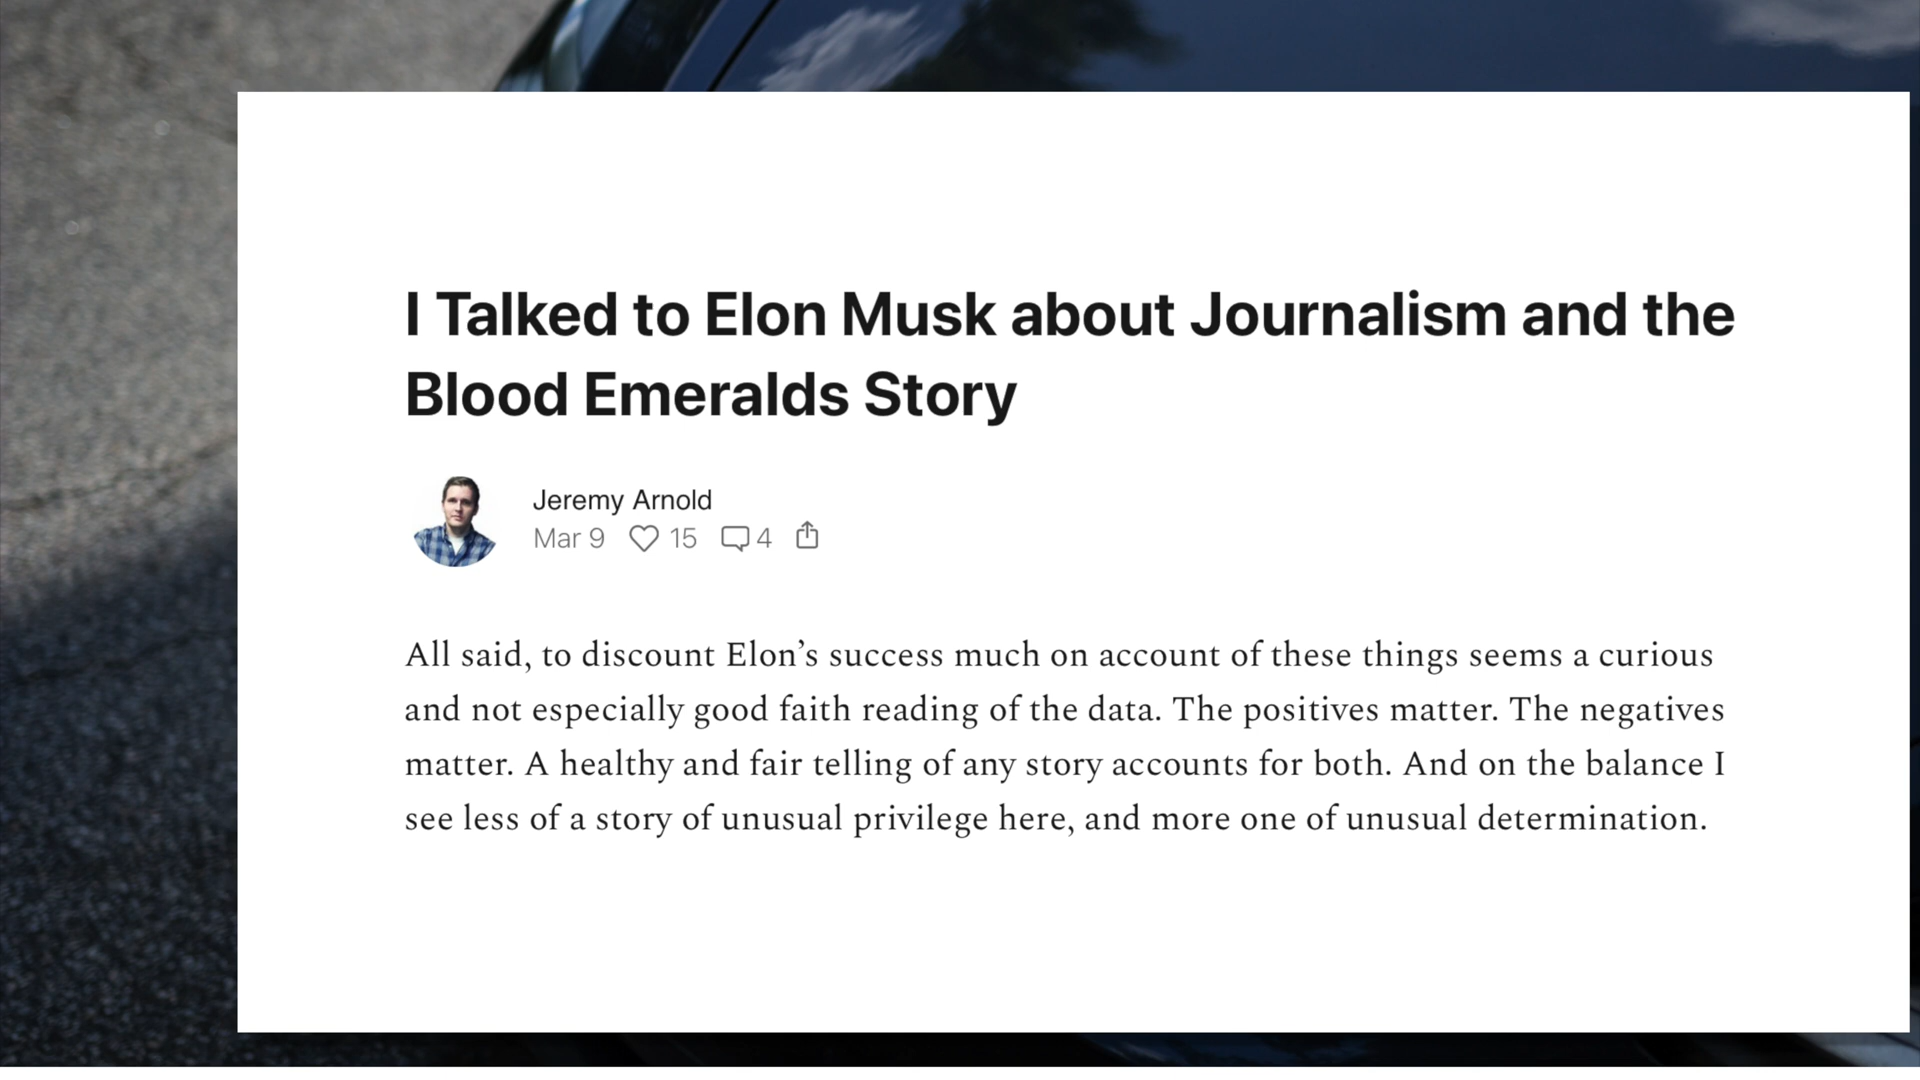 I Talked to Elon Musk about Journalism and the
Blood Emeralds Story
Jeremy Arnold
Mar 9 15 4
All said, to discount Elon’s success much on account of these things seems a curious
and not especially good faith reading of the data. The positives matter. The negatives
matter. A healthy and fair telling of any story accounts for both. And on the balance I
see less of a story of unusual privilege here, and more one of unusual determination.